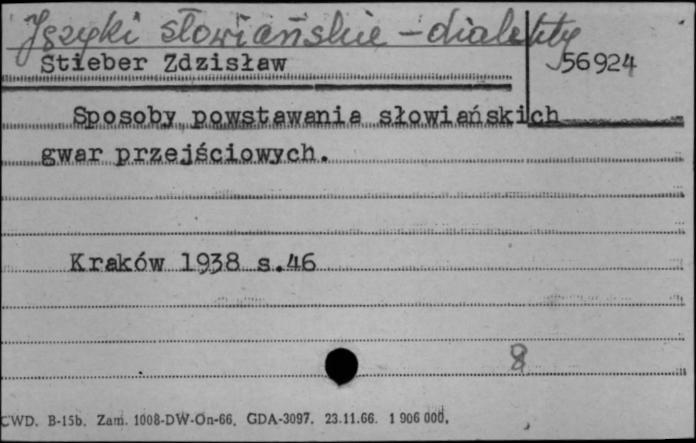 Języki słowiańskie - dialekty
Stieber Zdzisław
56924
Sposoby powstawania słowiańskich
gwar przejściowych.
Kraków 1938 s.46
8
CWD. B-15b. Zam. 1008-DW-On-66. GDA-3097. 23.11.66. 1 906 000.